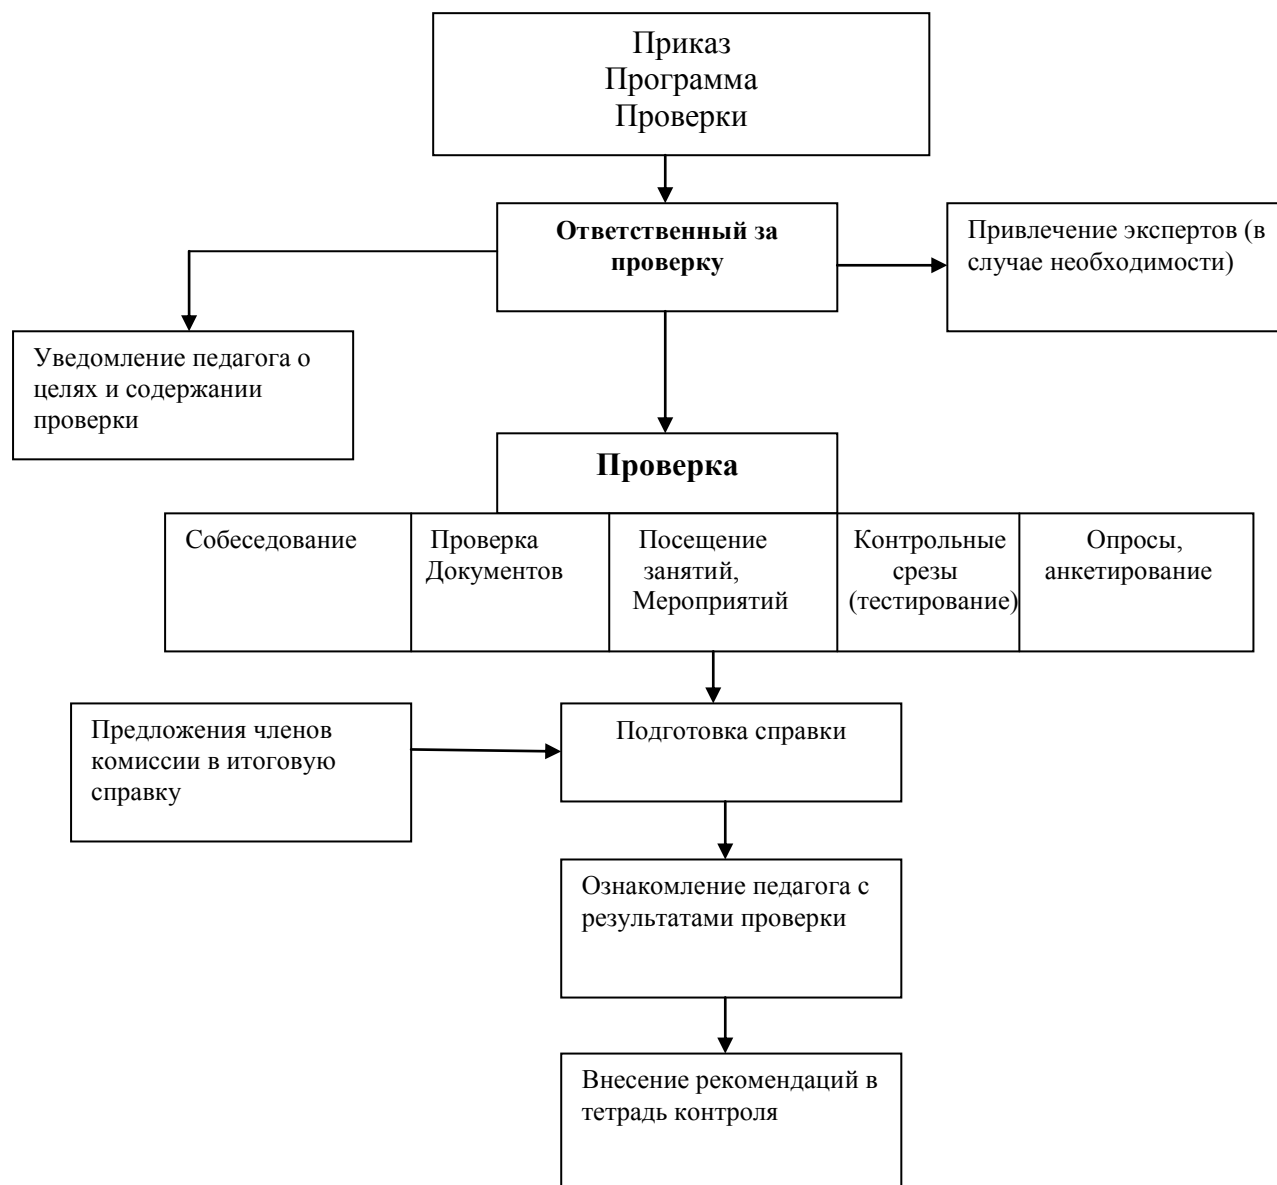 Приказ
Программа
Проверки
Ответственный за
проверку
Привлечение экспертов (в
случае необходимости)
Уведомление педагога о
целях и содержании
проверки
Проверка
Собеседование
Проверка
Документов
Посещение
занятий,
Мероприятий
Контрольные
срезы
(тестирование)
Опросы,
анкетирование
Предложения членов
комиссии в итоговую
справку
Подготовка справки
Ознакомление педагога с
результатами проверки
Внесение рекомендаций в
тетрадь контроля